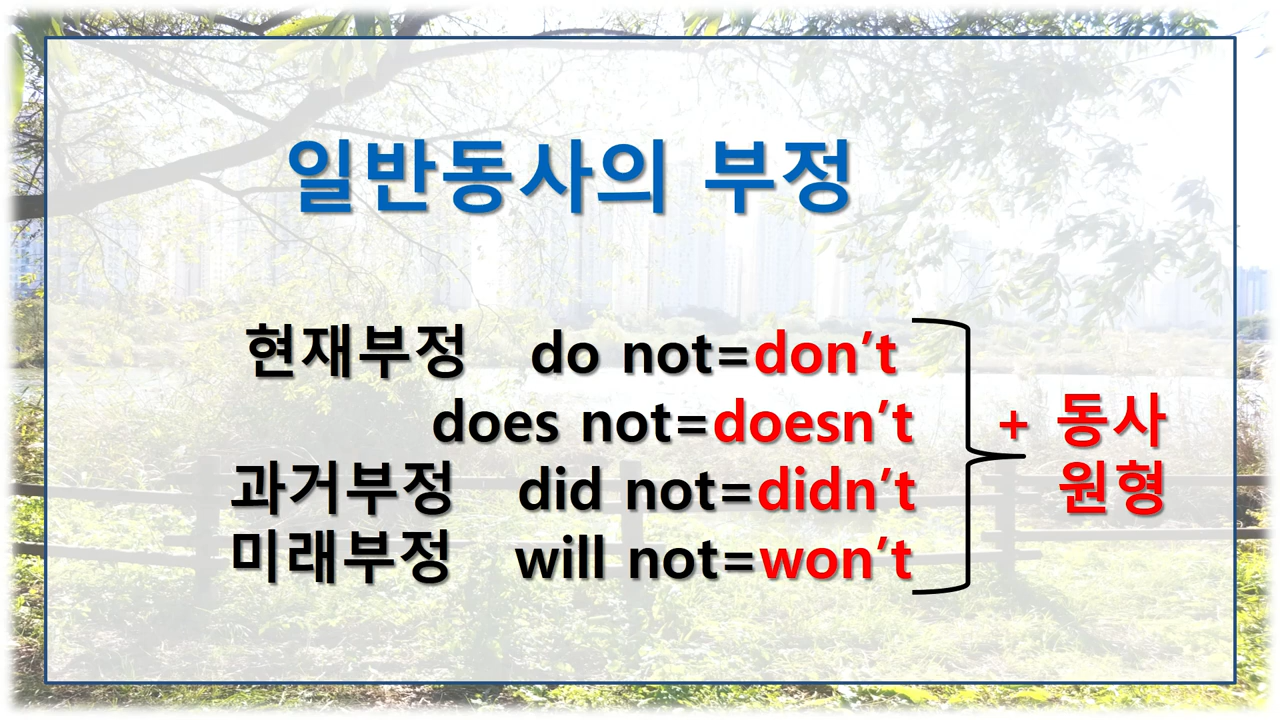 일반동사의 부정
현재부정 do not=don’t
does not=doesn’t
과거부정 did not=didn’t
미래부정 will not=won’t
+ 동사
원형